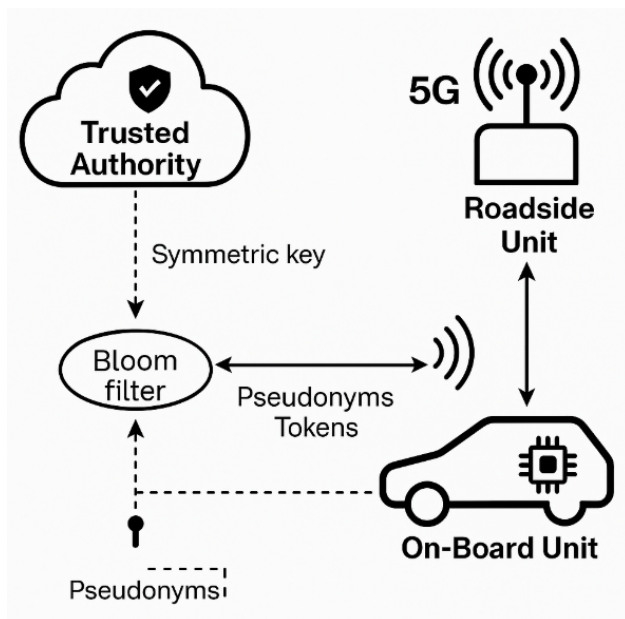 Trusted
Authority
5G
Roadside
Unit
Symmetric key
Bloom
filter
Pseudonyms
Tokens
On-Board Unit
Pseudonyms